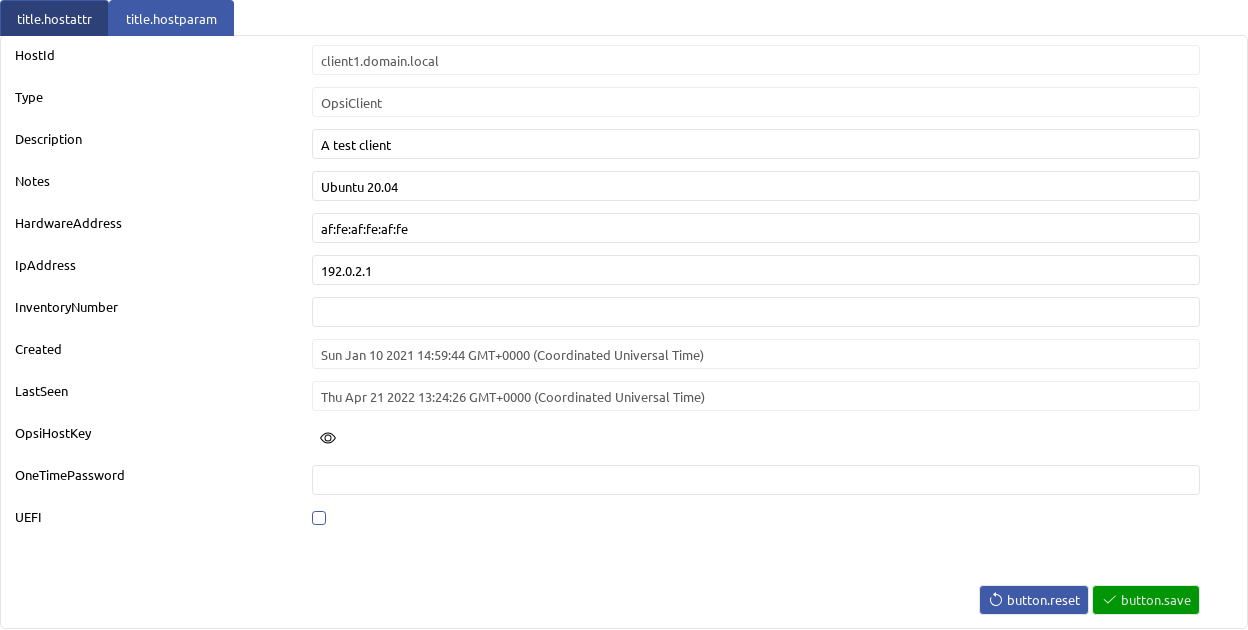 title.hostattr title.hostparam
HostId client1.domain.local
Type OpsiClient
Description A test client
Notes Ubuntu 20.04
HardwareAddress af:fe:af:fe:af:fe
IpAddress 192.0.2.1
InventoryNumber
Created Sun Jan 10 2021 14:59:44 GMT+0000 (Coordinated Universal Time)
LastSeen Thu Apr 21 2022 13:24:26 GMT+0000 (Coordinated Universal Time)
OpsiHostKey
OneTimePassword
UEFI
button.reset button.save